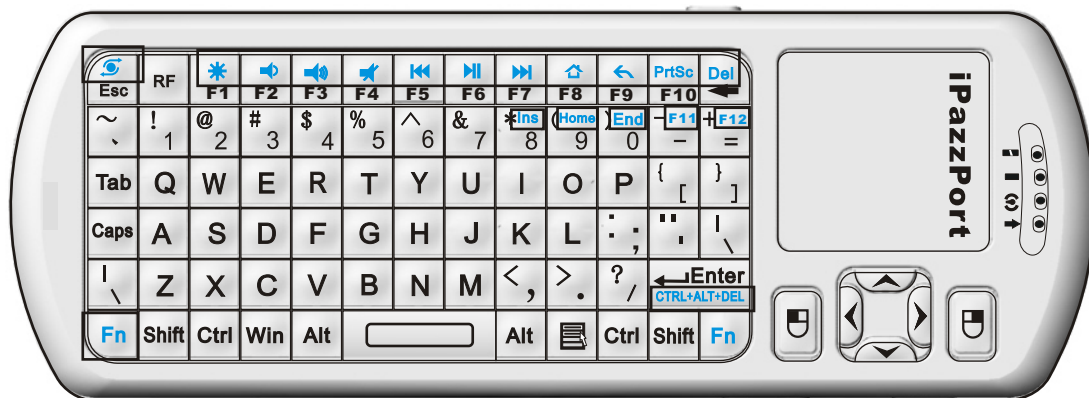 PrtSc Del
Esc RF F1 F2 F3 F4 F5 F6 F7 F8 F9 F10
~ ! @ # $ % ^ & * Ins ( Home ) End - F11 + F12
` 1 2 3 4 5 6 7 8 9 0 - =
Tab Q W E R T Y U I O P { [ } ]
Caps A S D F G H J K L : ; " ' | \
| \ Z X C V B N M < , > . ? / Enter
CTRL+ALT+DEL
Fn Shift Ctrl Win Alt Alt Ctrl Shift Fn
iPazzPort